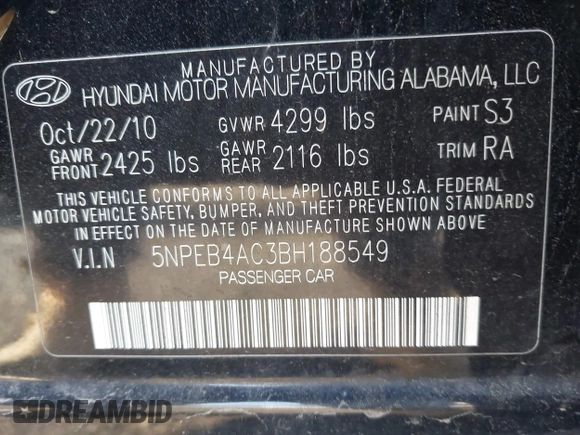 MANUFACTURED BY
HYUNDAI MOTOR MANUFACTURING ALABAMA, LLC
Oct/22/10 GVWR 4299 lbs PAINT S3
GAWR FRONT 2425 lbs GAWR REAR 2116 lbs TRIM RA
THIS VEHICLE CONFORMS TO ALL APPLICABLE U.S.A. FEDERAL
MOTOR VEHICLE SAFETY, BUMPER, AND THEFT PREVENTION STANDARDS
IN EFFECT ON THE DATE OF MANUFACTURE SHOWN ABOVE.
V.I.N 5NPEB4AC3BH188549
PASSENGER CAR
DREAMBID